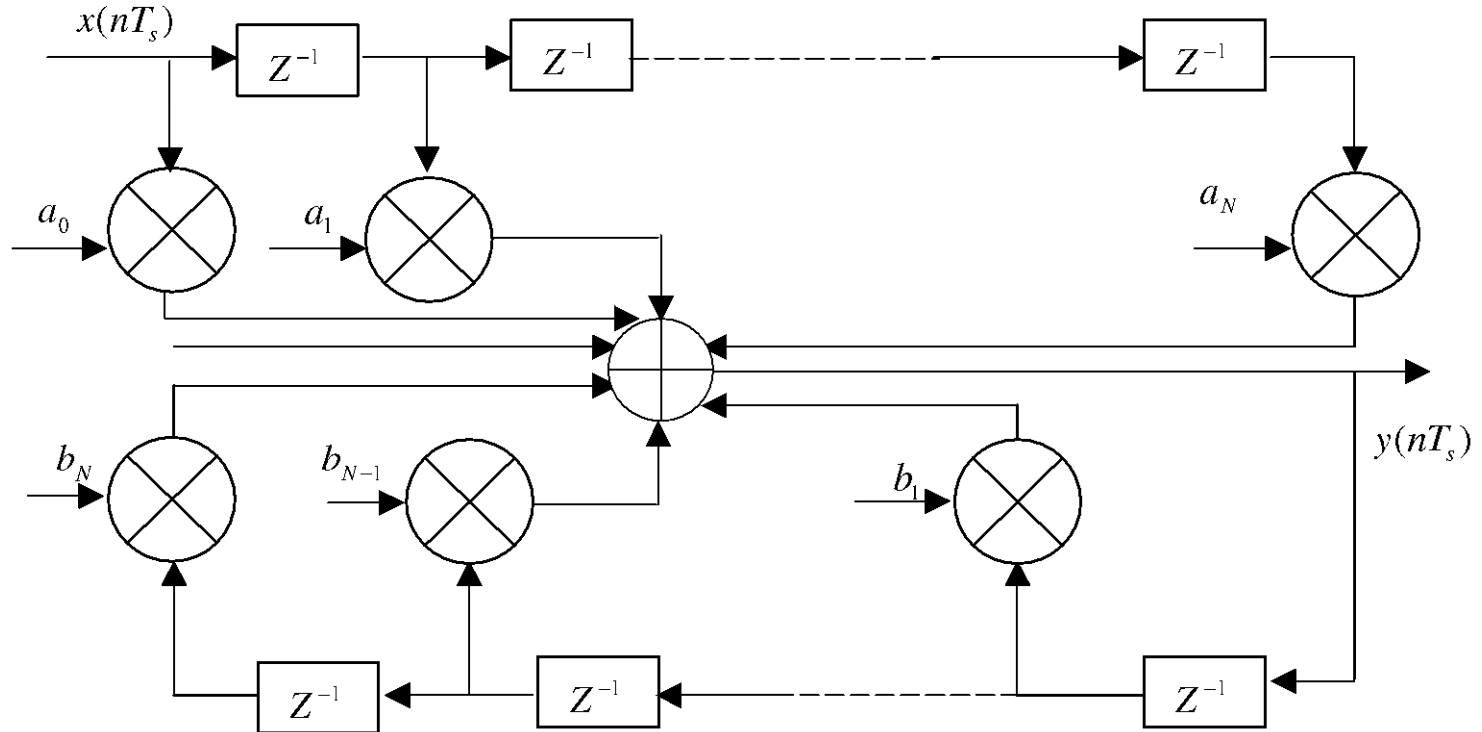 x(nT_s)
Z^{-1}
Z^{-1}
Z^{-1}
a_0
a_1
a_N
b_N
b_{N-1}
b_1
y(nT_s)
Z^{-1}
Z^{-1}
Z^{-1}